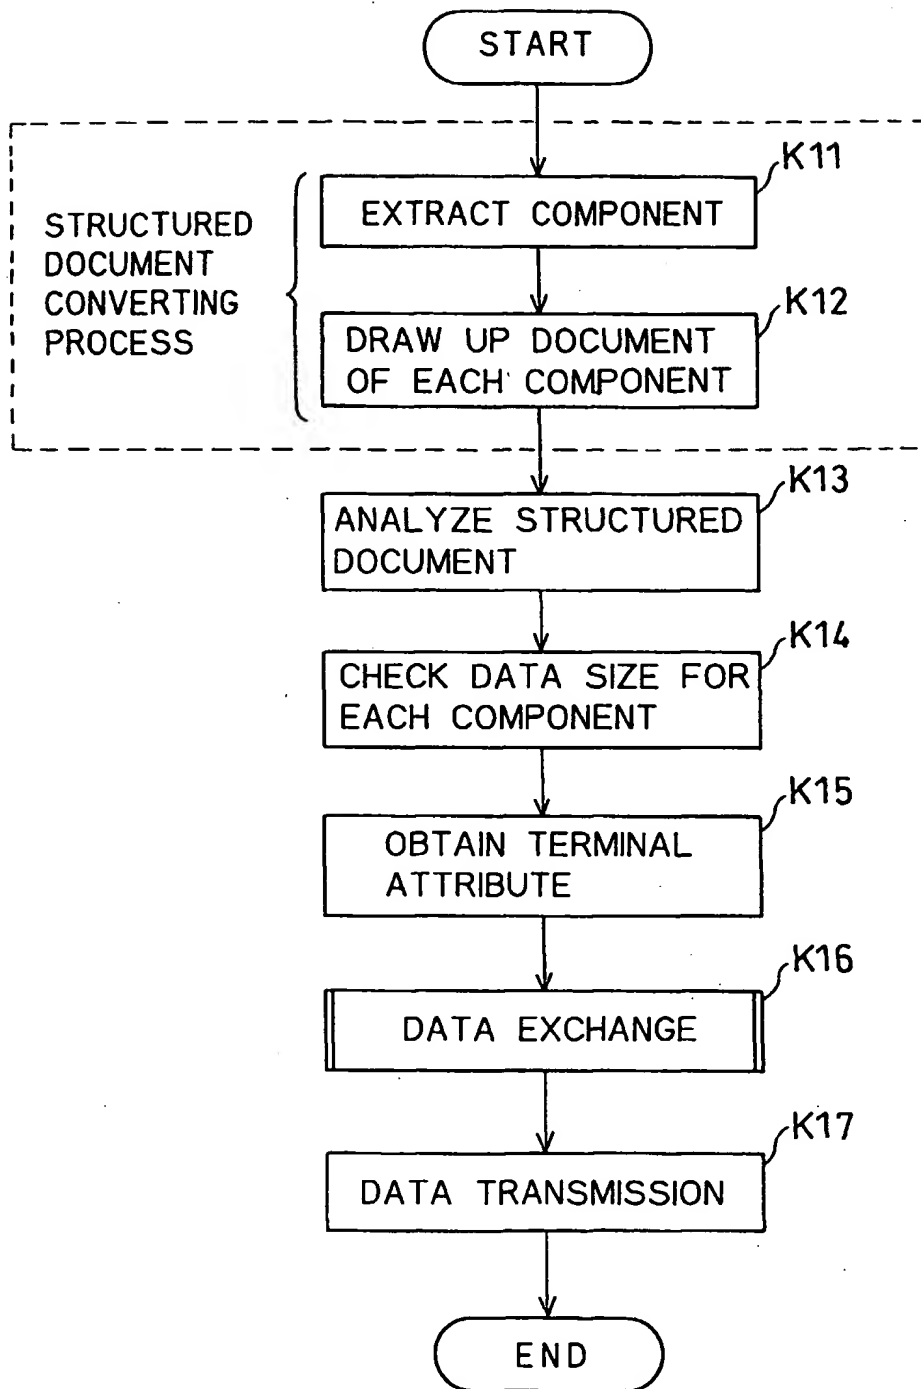 START
K11
EXTRACT COMPONENT
STRUCTURED
DOCUMENT
CONVERTING
PROCESS
K12
DRAW UP DOCUMENT
OF EACH COMPONENT
K13
ANALYZE STRUCTURED
DOCUMENT
K14
CHECK DATA SIZE FOR
EACH COMPONENT
K15
OBTAIN TERMINAL
ATTRIBUTE
K16
DATA EXCHANGE
K17
DATA TRANSMISSION
END